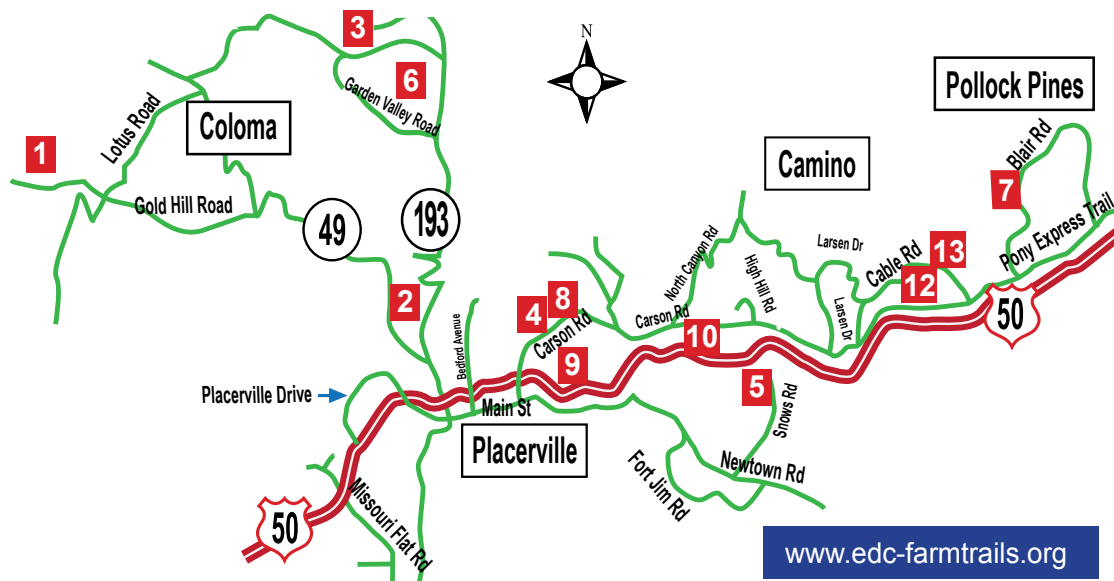 3
N
6
Garden Valley Road
Pollock Pines
Coloma
Lotus Road
1
Camino
Blair Rd
7
Gold Hill Road
49
193
North Canyon Rd
High Hill Rd
Larsen Dr
Cable Rd
13
12
Pony Express Trail
50
2
4
8
Carson Rd
Carson Rd
10
Larsen Dr
Bedford Avenue
9
5
Snows Rd
Placerville Drive
Main St
Placerville
Newtown Rd
Fort Jim Rd
Missouri Flat Rd
50
www.edc-farmtrails.org